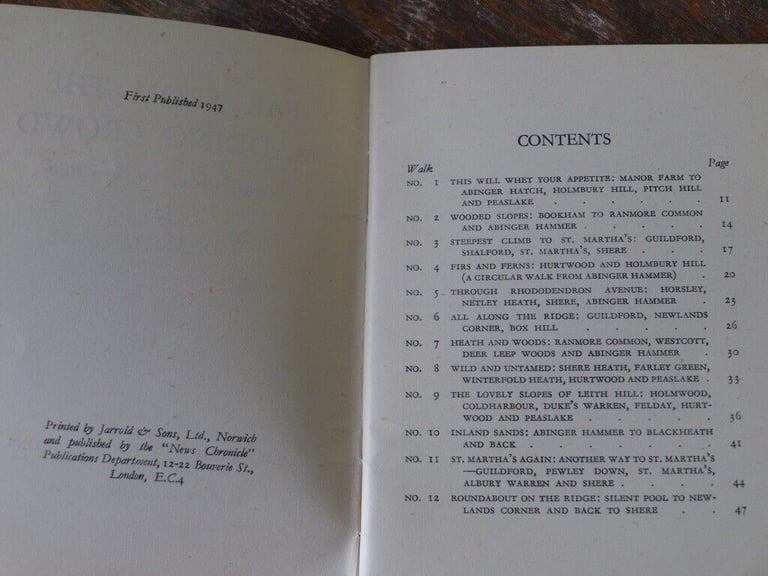 First Published 1947
Printed by Jarrold & Sons, Ltd., Norwich
and published by the "News Chronicle"
Publications Department, 12-22 Bouverie St.,
London, E.C.4
CONTENTS
Walk Page
NO. 1 THIS WILL WHET YOUR APPETITE: MANOR FARM TO
ABINGER HATCH, HOLMBURY HILL, PITCH HILL
AND PEASLAKE . . . . . . 11
NO. 2 WOODED SLOPES: BOOKHAM TO RANMORE COMMON
AND ABINGER HAMMER . . . . . 14
NO. 3 STEEPEST CLIMB TO ST. MARTHA'S: GUILDFORD,
SHALFORD, ST. MARTHA'S, SHERE . . . 17
NO. 4 FIRS AND FERNS: HURTWOOD AND HOLMBURY HILL
(A CIRCULAR WALK FROM ABINGER HAMMER) . 20
NO. 5 THROUGH RHODODENDRON AVENUE: HORSLEY,
NETLEY HEATH, SHERE, ABINGER HAMMER . 23
NO. 6 ALL ALONG THE RIDGE: GUILDFORD, NEWLANDS
CORNER, BOX HILL . . . . . 26
NO. 7 HEATH AND WOODS: RANMORE COMMON, WESTCOTT,
DEER LEEP WOODS AND ABINGER HAMMER . 30
NO. 8 WILD AND UNTAMED: SHERE HEATH, FARLEY GREEN,
WINTERFOLD HEATH, HURTWOOD AND PEASLAKE . 33
NO. 9 THE LOVELY SLOPES OF LEITH HILL: HOLMWOOD,
COLDHARBOUR, DUKE'S WARREN, FELDAY, HURT-
WOOD AND PEASLAKE . . . . . 36
NO. 10 INLAND SANDS: ABINGER HAMMER TO BLACKHEATH
AND BACK . . . . . . 41
NO. 11 ST. MARTHA'S AGAIN: ANOTHER WAY TO ST. MARTHA'S
—GUILDFORD, PEWLEY DOWN, ST. MARTHA'S,
ALBURY WARREN AND SHERE . . . . 44
NO. 12 ROUNDABOUT ON THE RIDGE: SILENT POOL TO NEW-
LANDS CORNER AND BACK TO SHERE . . 47